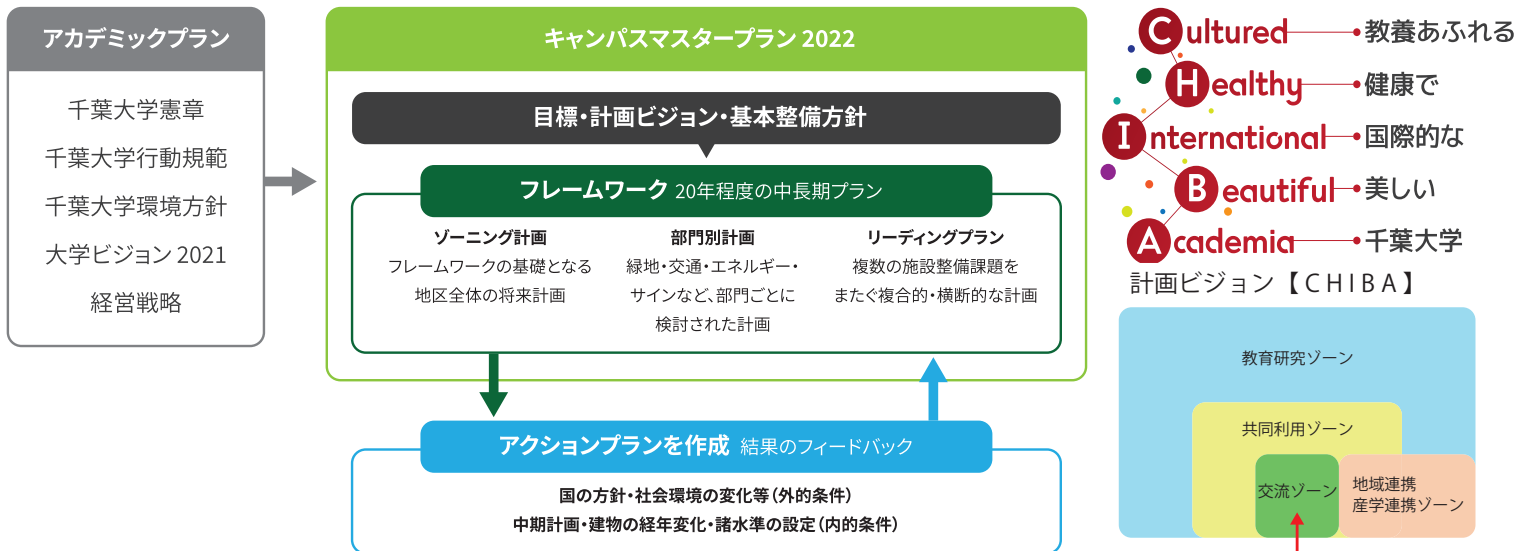 アカデミックプラン
千葉大学憲章
千葉大学行動規範
千葉大学環境方針
大学ビジョン 2021
経営戦略
キャンパスマスタープラン 2022
目標・計画ビジョン・基本整備方針
フレームワーク 20年程度の中長期プラン
ゾーニング計画
フレームワークの基礎となる
地区全体の将来計画
部門別計画
緑地・交通・エネルギー・
サインなど、部門ごとに
検討された計画
リーディングプラン
複数の施設整備課題を
またぐ複合的・横断的な計画
アクションプランを作成 結果のフィードバック
国の方針・社会環境の変化等(外的条件)
中期計画・建物の経年変化・諸水準の設定(内的条件)
Cultured 教養あふれる
Healthy 健康で
International 国際的な
Beautiful 美しい
Academia 千葉大学
計画ビジョン【CHIBA】
教育研究ゾーン
共同利用ゾーン
交流ゾーン
地域連携
産学連携ゾーン